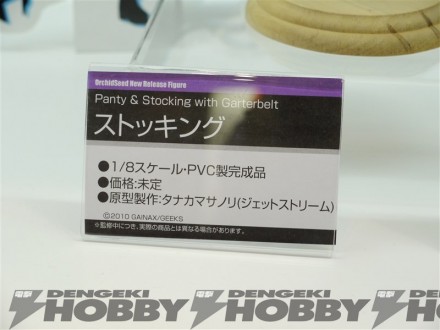 OrchidSeed New Release Figure
Panty & Stocking with Garterbelt
ストッキング
●1/8スケール・PVC製完成品
●価格:未定
●原型製作:タナカマサノリ(ジェットストリーム)
©2010 GAINAX/GEEKS
※監修中につき、実際の商品とは異なる場合があります。
DENGEKI HOBBY DENGEKI HOBBY DENGEKI HOBBY